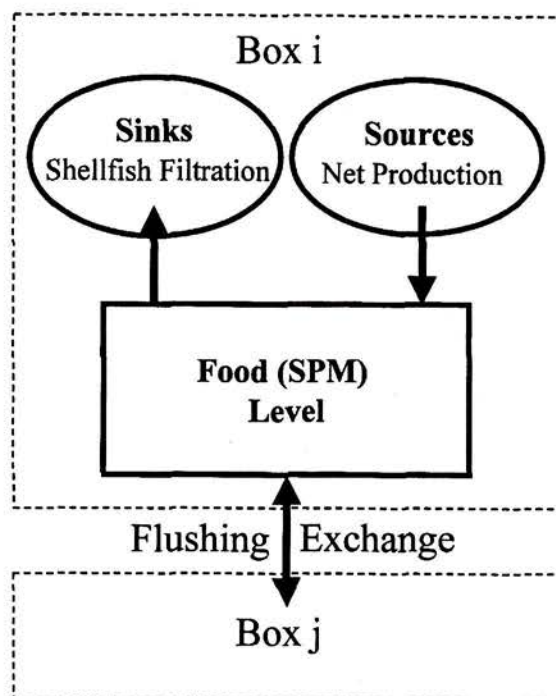 Box i
Sinks
Shellfish Filtration
Sources
Net Production
Food (SPM)
Level
Flushing Exchange
Box j